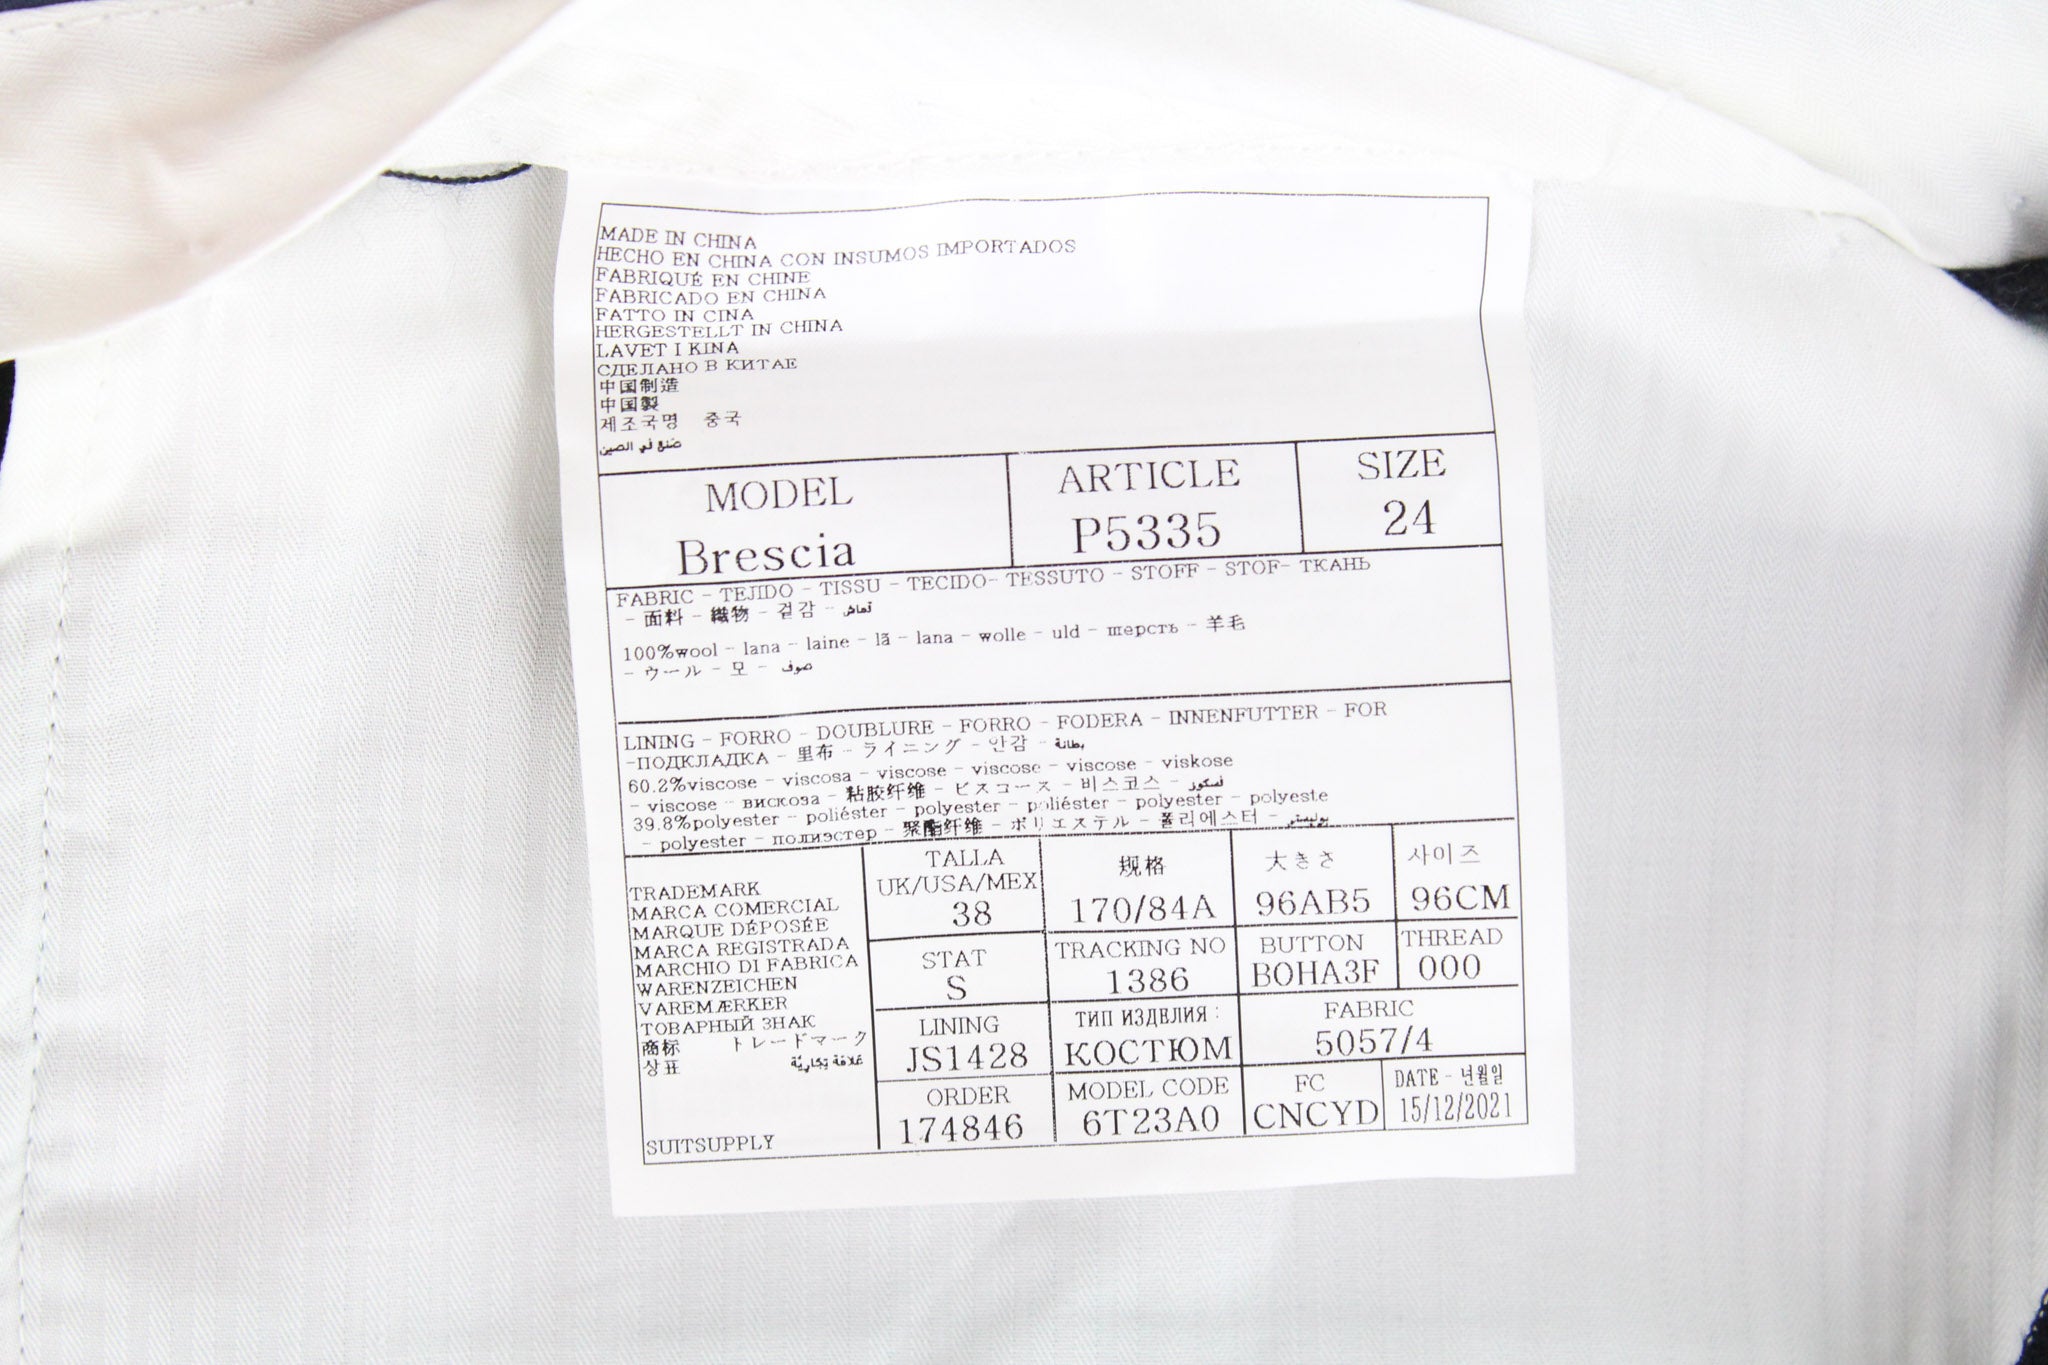 MADE IN CHINA
HECHO EN CHINA CON INSUMOS IMPORTADOS
FABRIQUÉ EN CHINE
FABRICADO EN CHINA
FATTO IN CINA
HERGESTELLT IN CHINA
LAVET I KINA
СДЕЛАНО В КИТАЕ
中国制造
中国製
제조국명 중국
صنع في الصين
MODEL
Brescia
ARTICLE
P5335
SIZE
24
FABRIC - TEJIDO - TISSU - TECIDO- TESSUTO - STOFF - STOF- ТКАНЬ
- 面料 - 織物 - 겉감 - قماش
100%wool - lana - laine - lã - lana - wolle - uld - шерсть - 羊毛
- ウール - 모 - صوف
LINING - FORRO - DOUBLURE - FORRO - FODERA - INNENFUTTER - FOR
-ПОДКЛАДКА - 里布 - ライニング - 안감 - بطانة
60.2%viscose - viscosa - viscose - viscose - viscose - viskose
- viscose - вискоза - 粘胶纤维 - ビスコース - 비스코스 - فسكوز
39.8%polyester - poliéster - polyester - poliéster - polyester - polyeste
- polyester - полиэстер - 聚酯纤维 - ポリエステル - 폴리에스터 - بوليستر
TRADEMARK
MARCA COMERCIAL
MARQUE DÉPOSÉE
MARCA REGISTRADA
MARCHIO DI FABRICA
WARENZEICHEN
VAREMÆRKER
ТОВАРНЫЙ ЗНАК
商标 トレードマーク
상표 علامة تجارية
SUITSUPPLY
TALLA
UK/USA/MEX
38
规格
170/84A
大きさ
96AB5
사이즈
96CM
STAT
S
TRACKING NO
1386
BUTTON
BOHA3F
THREAD
000
LINING
JS1428
ТИП ИЗДЕЛИЯ :
КОСТЮМ
FABRIC
5057/4
ORDER
174846
MODEL CODE
6T23A0
FC
CNCYD
DATE - 년월일
15/12/2021